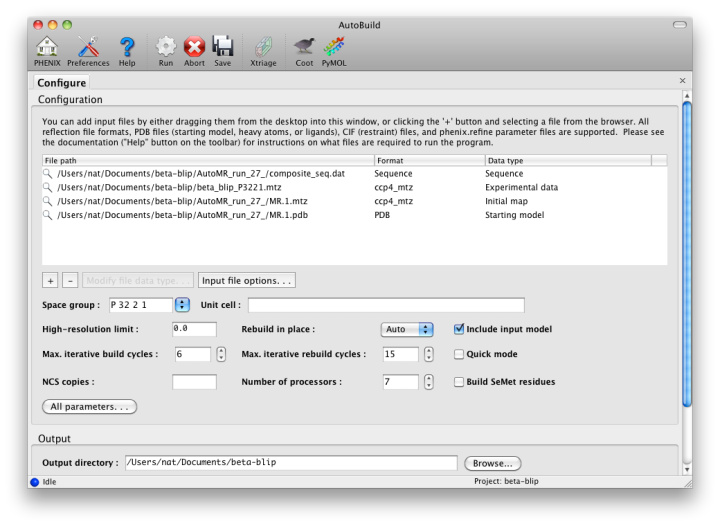 AutoBuild
PHENIX Preferences Help Run Abort Save Xtriage Coot PyMOL
Configure ×
Configuration
You can add input files by either dragging them from the desktop into this window, or clicking the '+' button and selecting a file from the browser. All
reflection file formats, PDB files (starting model, heavy atoms, or ligands), CIF (restraint) files, and phenix.refine parameter files are supported. Please see
the documentation ("Help" button on the toolbar) for instructions on what files are required to run the program.
File path Format Data type
/Users/nat/Documents/beta-blip/AutoMR_run_27_/composite_seq.dat Sequence Sequence
/Users/nat/Documents/beta-blip/beta_blip_P3221.mtz ccp4_mtz Experimental data
/Users/nat/Documents/beta-blip/AutoMR_run_27_/MR.1.mtz ccp4_mtz Initial map
/Users/nat/Documents/beta-blip/AutoMR_run_27_/MR.1.pdb PDB Starting model
+ - Modify file data type. . . Input file options. . .
Space group : P 32 2 1 Unit cell :
High-resolution limit : 0.0 Rebuild in place : Auto Include input model
Max. iterative build cycles : 6 Max. iterative rebuild cycles : 15 Quick mode
NCS copies : Number of processors : 7 Build SeMet residues
All parameters. . .
Output
Output directory : /Users/nat/Documents/beta-blip Browse...
Idle Project: beta-blip